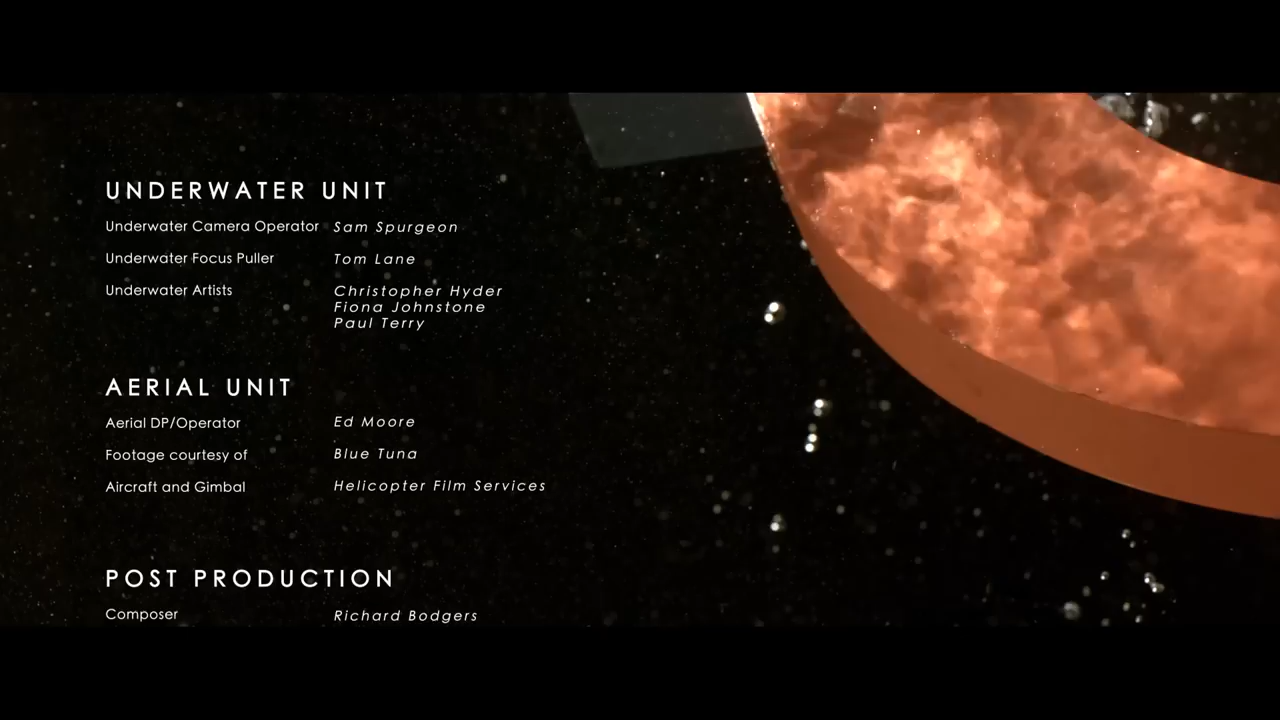 UNDERWATER UNIT
Underwater Camera Operator Sam Spurgeon
Underwater Focus Puller Tom Lane
Underwater Artists Christopher Hyder
Fiona Johnstone
Paul Terry
AERIAL UNIT
Aerial DP/Operator Ed Moore
Footage courtesy of Blue Tuna
Aircraft and Gimbal Helicopter Film Services
POST PRODUCTION
Composer Richard Bodgers